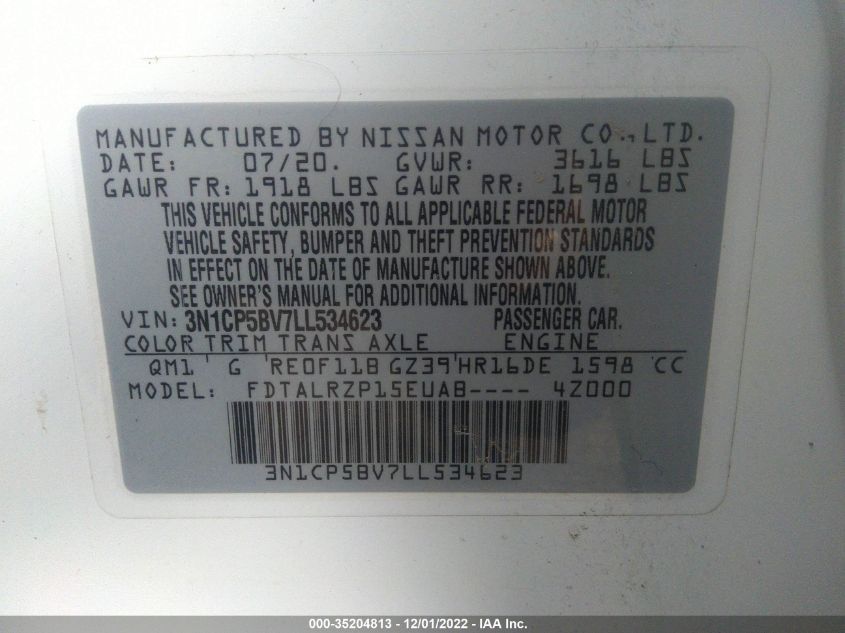 MANUFACTURED BY NISSAN MOTOR CO., LTD.
DATE: 07/20. GVWR: 3616 LBS
GAWR FR: 1918 LBS GAWR RR: 1698 LBS
THIS VEHICLE CONFORMS TO ALL APPLICABLE FEDERAL MOTOR
VEHICLE SAFETY, BUMPER AND THEFT PREVENTION STANDARDS
IN EFFECT ON THE DATE OF MANUFACTURE SHOWN ABOVE.
SEE OWNER'S MANUAL FOR ADDITIONAL INFORMATION.
VIN: 3N1CP5BV7LL534623 PASSENGER CAR.
COLOR TRIM TRANS AXLE ENGINE
QM1 G RE0F11B GZ39 HR16DE 1598 CC
MODEL: FDTALRZP15EUAB---- 4Z000
3N1CP5BV7LL534623
000-35204813 - 12/01/2022 - IAA Inc.